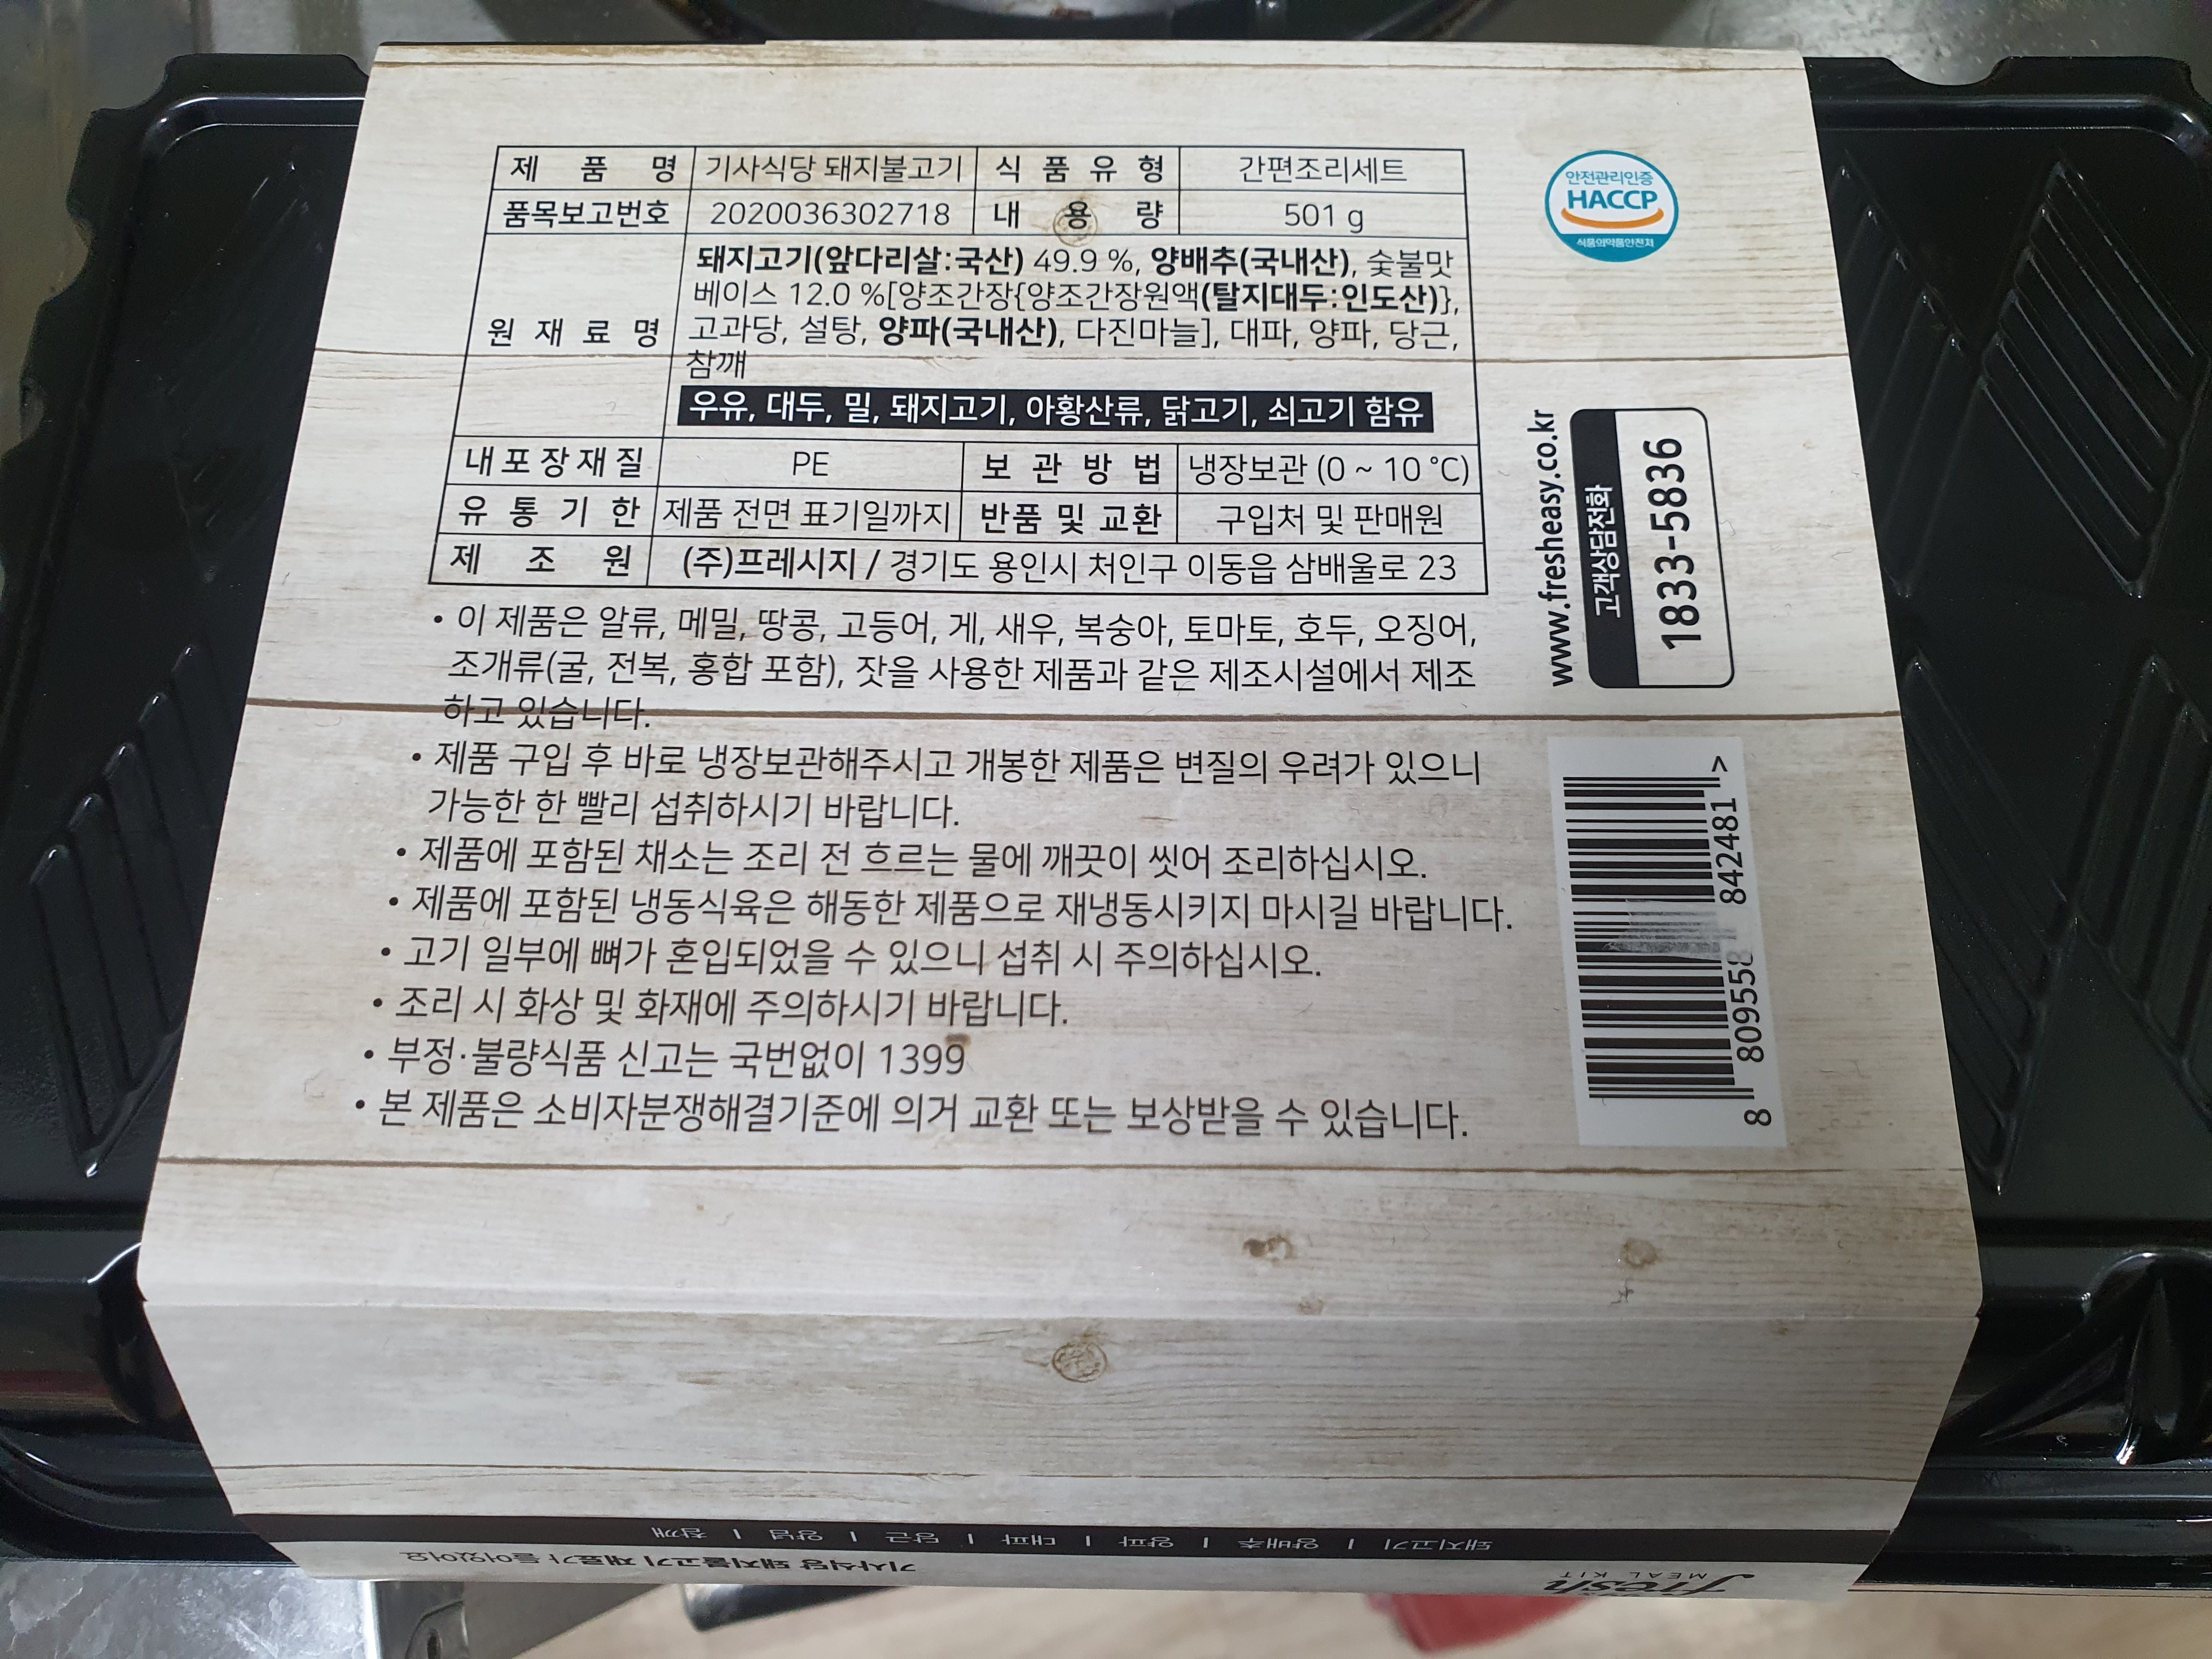 제 품 명 기사식당 돼지불고기 식 품 유 형 간편조리세트
품목보고번호 2020036302718 내 용 량 501 g
원 재 료 명
돼지고기(앞다리살:국산) 49.9 %, 양배추(국내산), 숯불맛
베이스 12.0 %[양조간장{양조간장원액(탈지대두:인도산)},
고과당, 설탕, 양파(국내산), 다진마늘], 대파, 양파, 당근,
참깨
우유, 대두, 밀, 돼지고기, 아황산류, 닭고기, 쇠고기 함유
내포장재질 PE 보 관 방 법 냉장보관 (0 ~ 10 ℃)
유 통 기 한 제품 전면 표기일까지 반품 및 교환 구입처 및 판매원
제 조 원 (주)프레시지 / 경기도 용인시 처인구 이동읍 삼배울로 23
• 이 제품은 알류, 메밀, 땅콩, 고등어, 게, 새우, 복숭아, 토마토, 호두, 오징어,
조개류(굴, 전복, 홍합 포함), 잣을 사용한 제품과 같은 제조시설에서 제조
하고 있습니다.
• 제품 구입 후 바로 냉장보관해주시고 개봉한 제품은 변질의 우려가 있으니
가능한 한 빨리 섭취하시기 바랍니다.
• 제품에 포함된 채소는 조리 전 흐르는 물에 깨끗이 씻어 조리하십시오.
• 제품에 포함된 냉동식육은 해동한 제품으로 재냉동시키지 마시길 바랍니다.
• 고기 일부에 뼈가 혼입되었을 수 있으니 섭취 시 주의하십시오.
• 조리 시 화상 및 화재에 주의하시기 바랍니다.
• 부정·불량식품 신고는 국번없이 1399
• 본 제품은 소비자분쟁해결기준에 의거 교환 또는 보상받을 수 있습니다.
안전관리인증
HACCP
식품의약품안전처
www.fresheasy.co.kr
고객상담전화
1833-5836
8 809558 842481 >
fresh
MEAL KIT
기사식당 돼지불고기 재료가 들어있어요
돼지고기 | 양배추 | 양파 | 대파 | 당근 | 양념 | 참깨